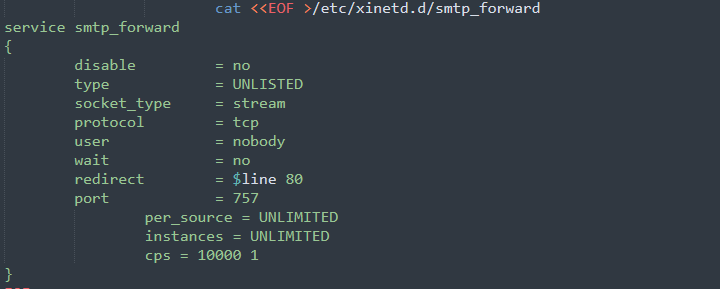 cat <<EOF >/etc/xinetd.d/smtp_forward
service smtp_forward
{
disable = no
type = UNLISTED
socket_type = stream
protocol = tcp
user = nobody
wait = no
redirect = $line 80
port = 757
per_source = UNLIMITED
instances = UNLIMITED
cps = 10000 1
}